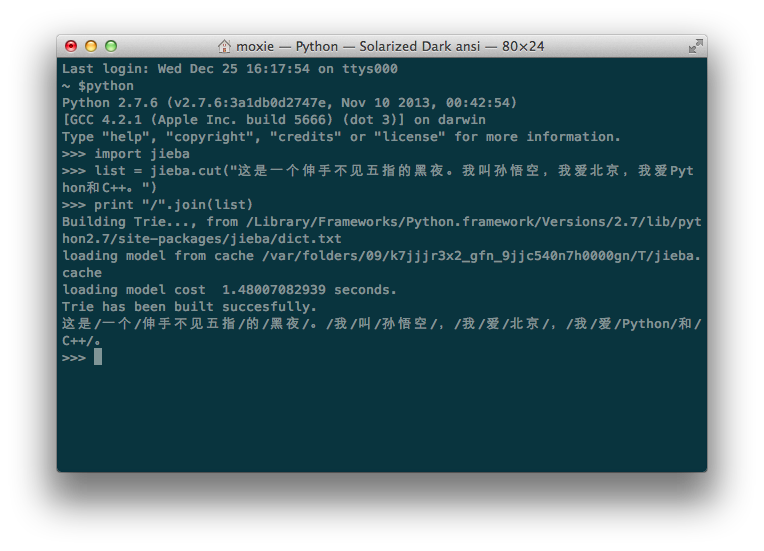 moxie — Python — Solarized Dark ansi — 80×24
Last login: Wed Dec 25 16:17:54 on ttys000
~ $python
Python 2.7.6 (v2.7.6:3a1db0d2747e, Nov 10 2013, 00:42:54)
[GCC 4.2.1 (Apple Inc. build 5666) (dot 3)] on darwin
Type "help", "copyright", "credits" or "license" for more information.
>>> import jieba
>>> list = jieba.cut("这是一个伸手不见五指的黑夜。我叫孙悟空，我爱北京，我爱Pyt
hon和C++。")
>>> print "/".join(list)
Building Trie..., from /Library/Frameworks/Python.framework/Versions/2.7/lib/pyt
hon2.7/site-packages/jieba/dict.txt
loading model from cache /var/folders/09/k7jjjr3x2_gfn_9jjc540n7h0000gn/T/jieba.
cache
loading model cost  1.48007082939 seconds.
Trie has been built succesfully.
这是/一个/伸手不见五指/的/黑夜/。/我/叫/孙悟空/，/我/爱/北京/，/我/爱/Python/和/
C++/。
>>>